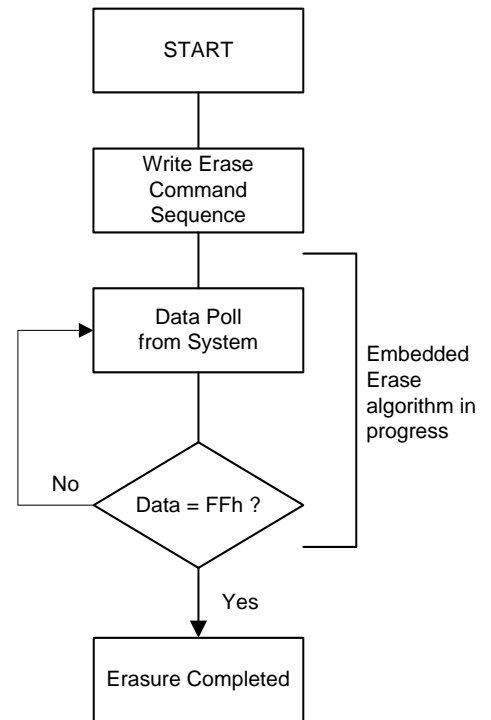 START
Write Erase
Command
Sequence
Data Poll
from System
Embedded
Erase
algorithm in
progress
No
Data = FFh ?
Yes
Erasure Completed